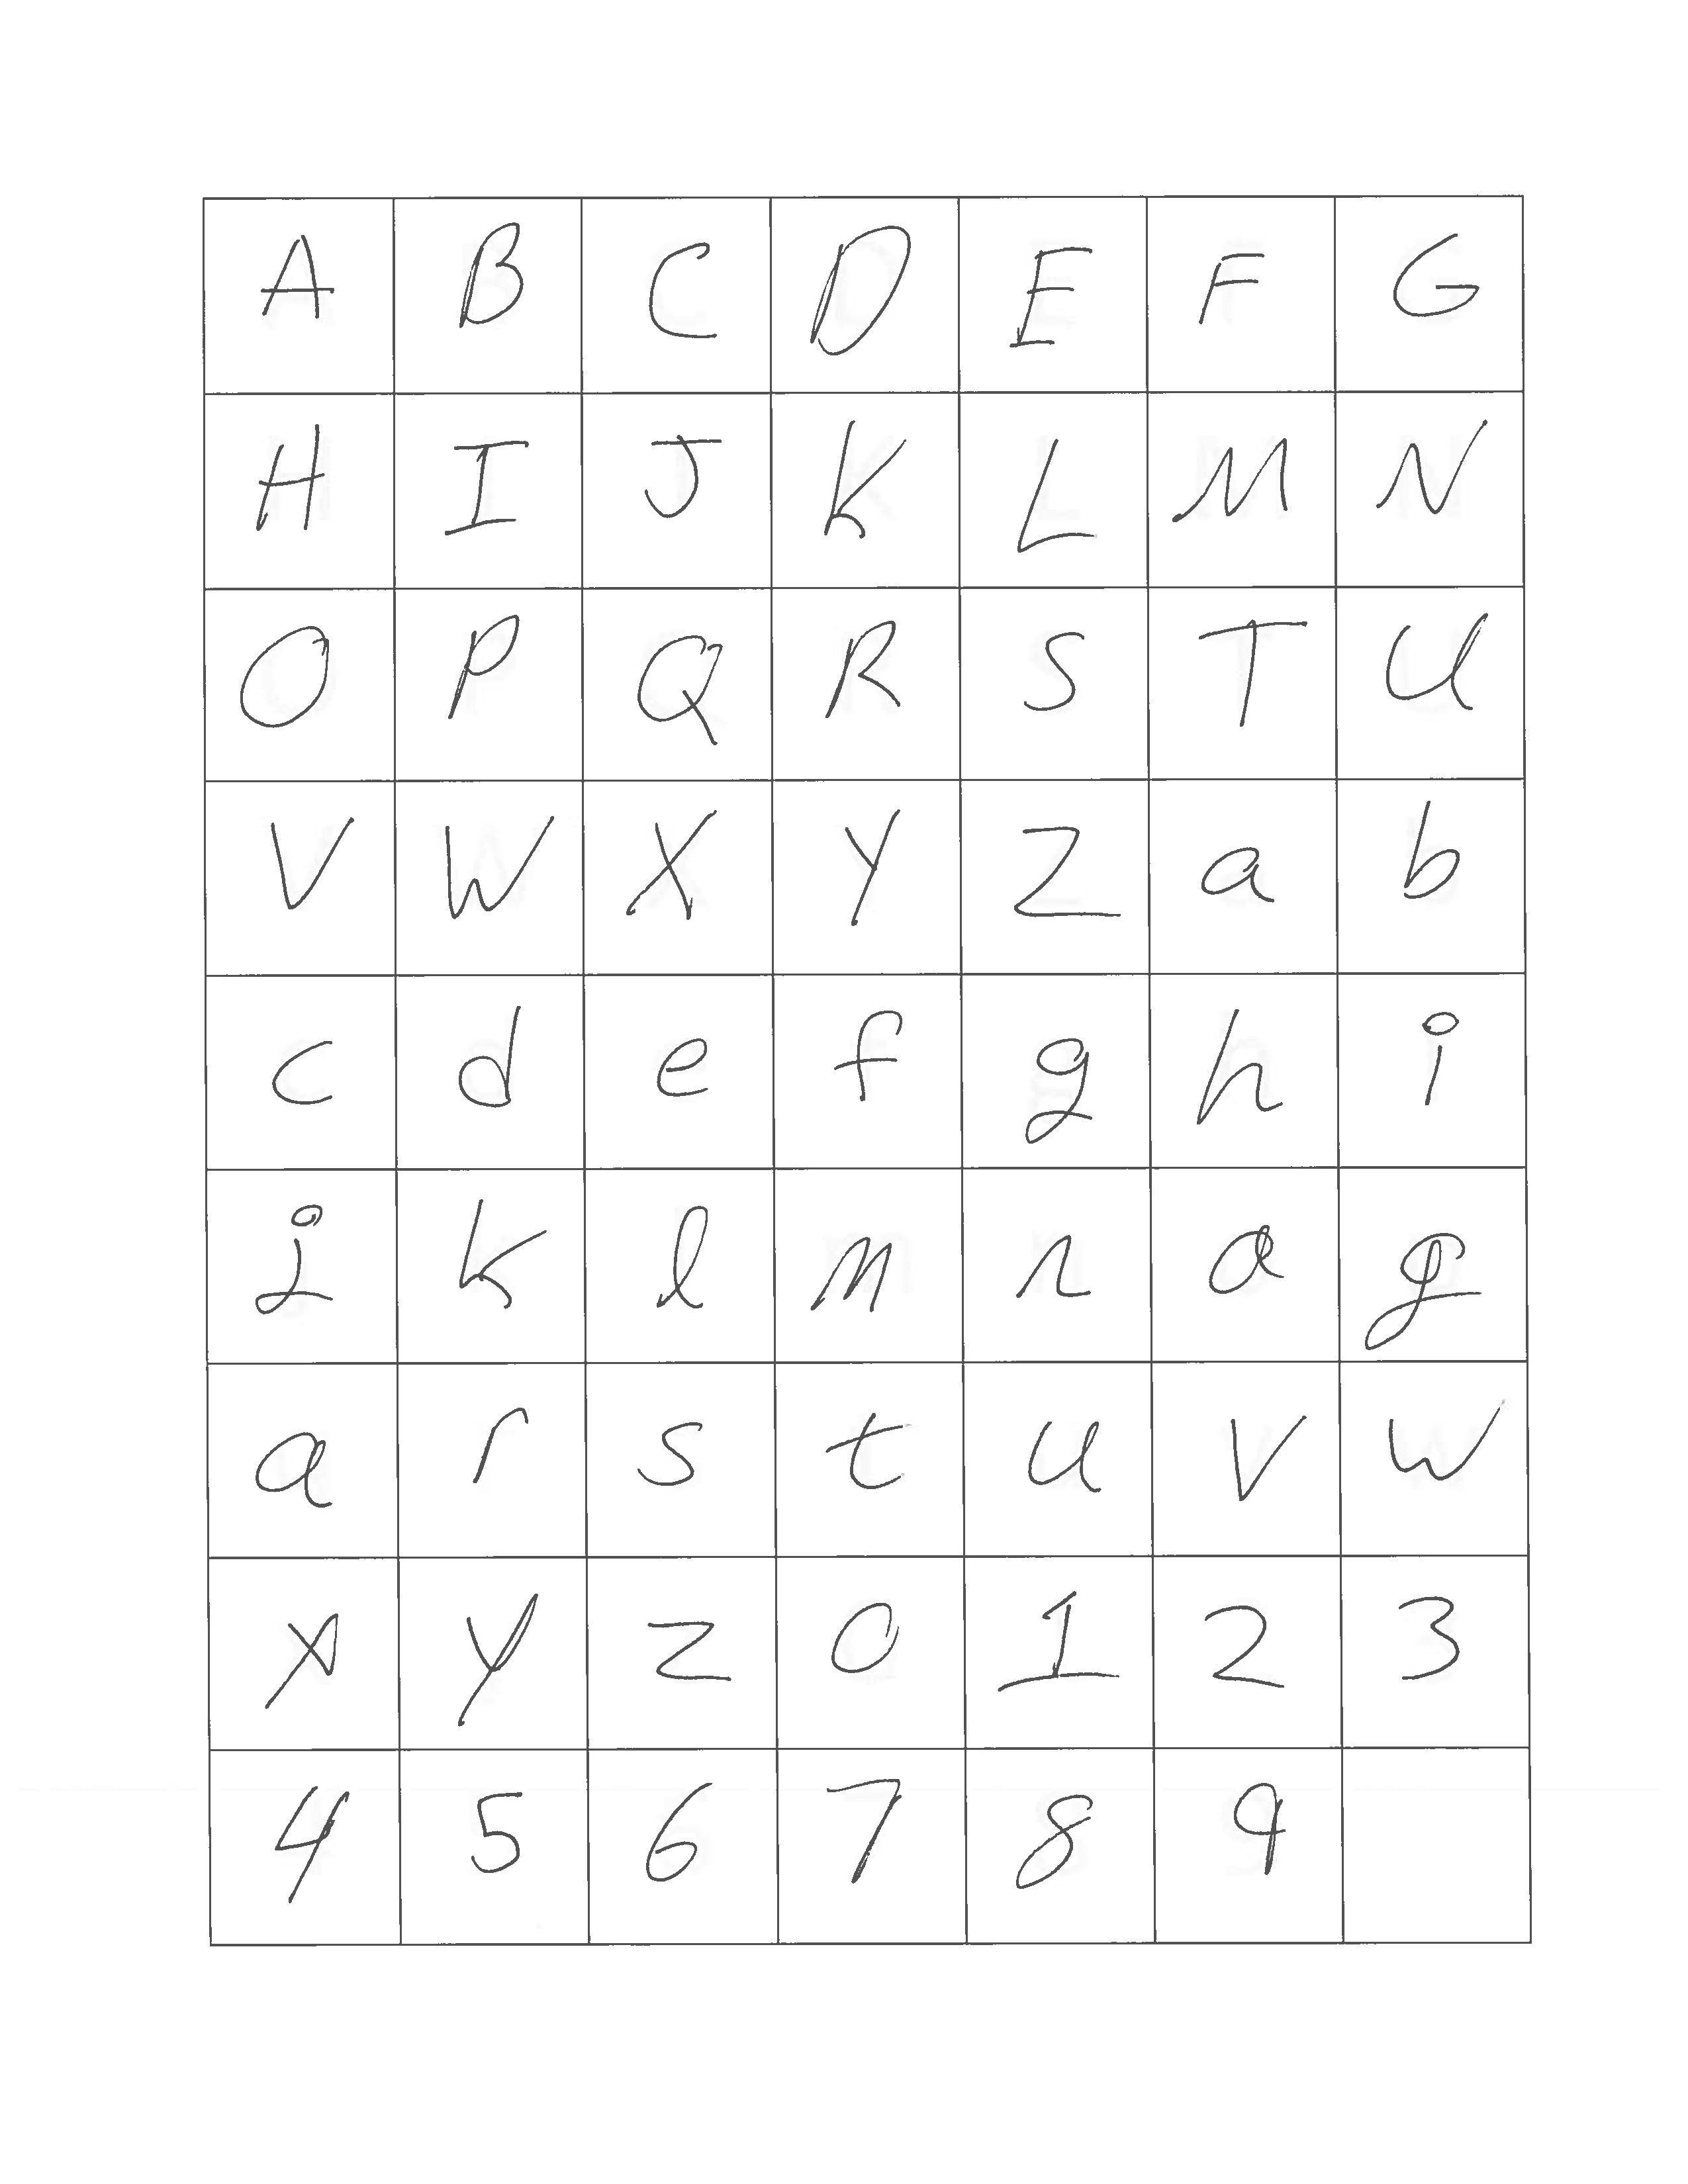 A B C D E F G
H I J K L M N
O P Q R S T U
V W X Y Z a b
c d e f g h i
j k l m n a g
a r s t u v w
x y z 0 1 2 3
4 5 6 7 8 9